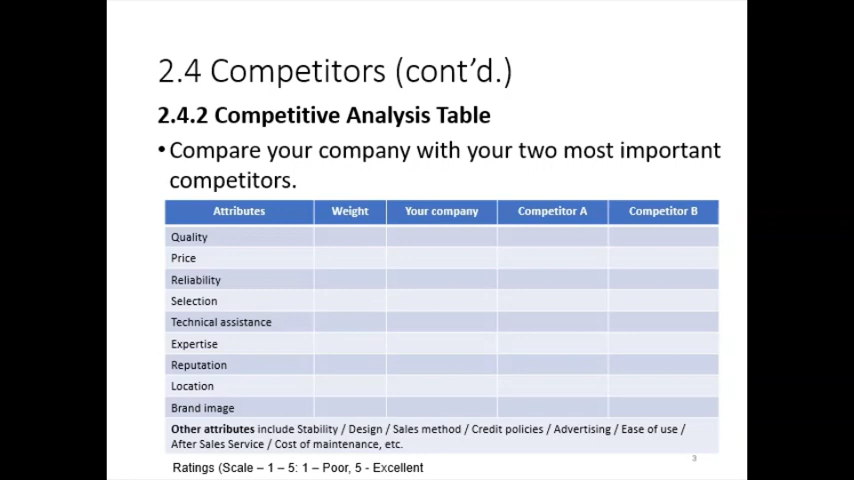 2.4 Competitors (cont’d.)
2.4.2 Competitive Analysis Table
• Compare your company with your two most important
competitors.
Attributes Weight Your company Competitor A Competitor B
Quality
Price
Reliability
Selection
Technical assistance
Expertise
Reputation
Location
Brand image
Other attributes include Stability / Design / Sales method / Credit policies / Advertising / Ease of use /
After Sales Service / Cost of maintenance, etc.
3
Ratings (Scale – 1 – 5: 1 – Poor, 5 - Excellent